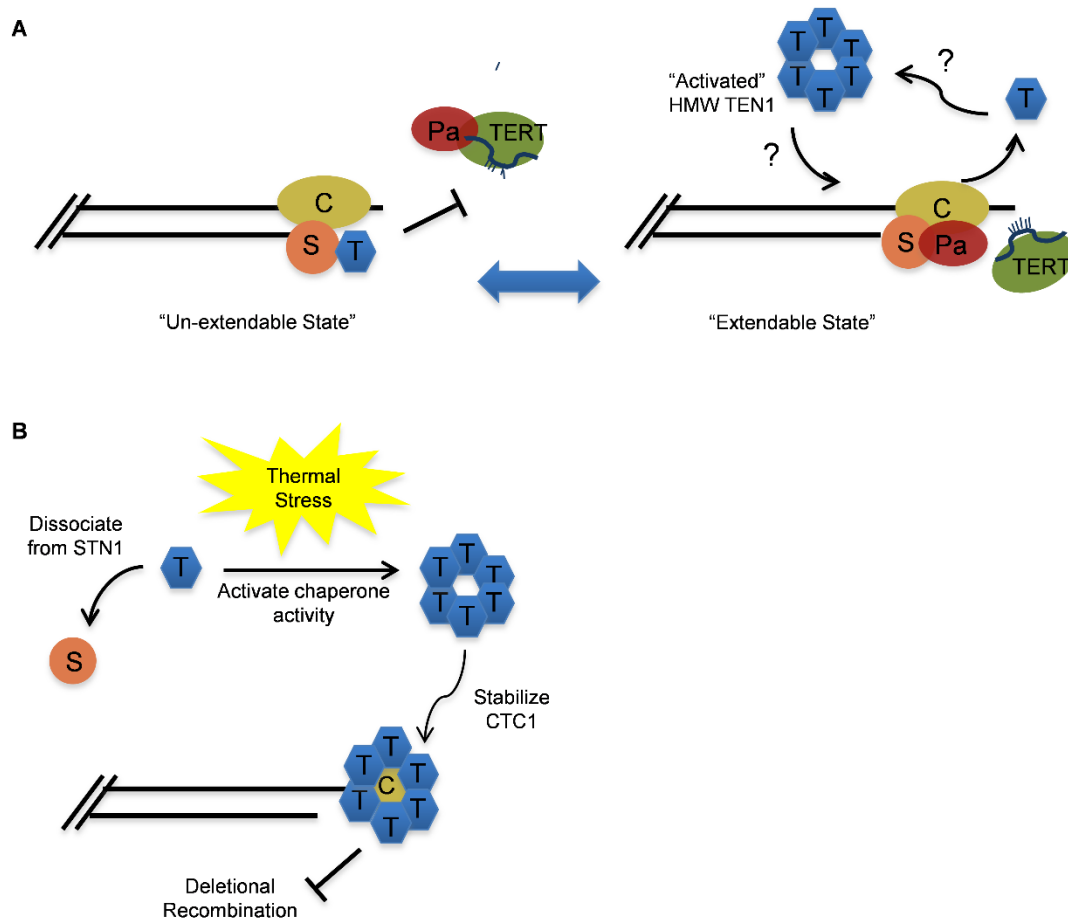 A
Pa
TERT
C
S
T
"Un-extendable State"
"Activated"
HMW TEN1
T
T
T
T
T
T
?
T
?
C
S
Pa
TERT
"Extendable State"
B
Thermal
Stress
Dissociate
from STN1
T
Activate chaperone
activity
S
T
T
T
T
T
T
Stabilize
CTC1
T
T
T
C
T
T
T
Deletional
Recombination